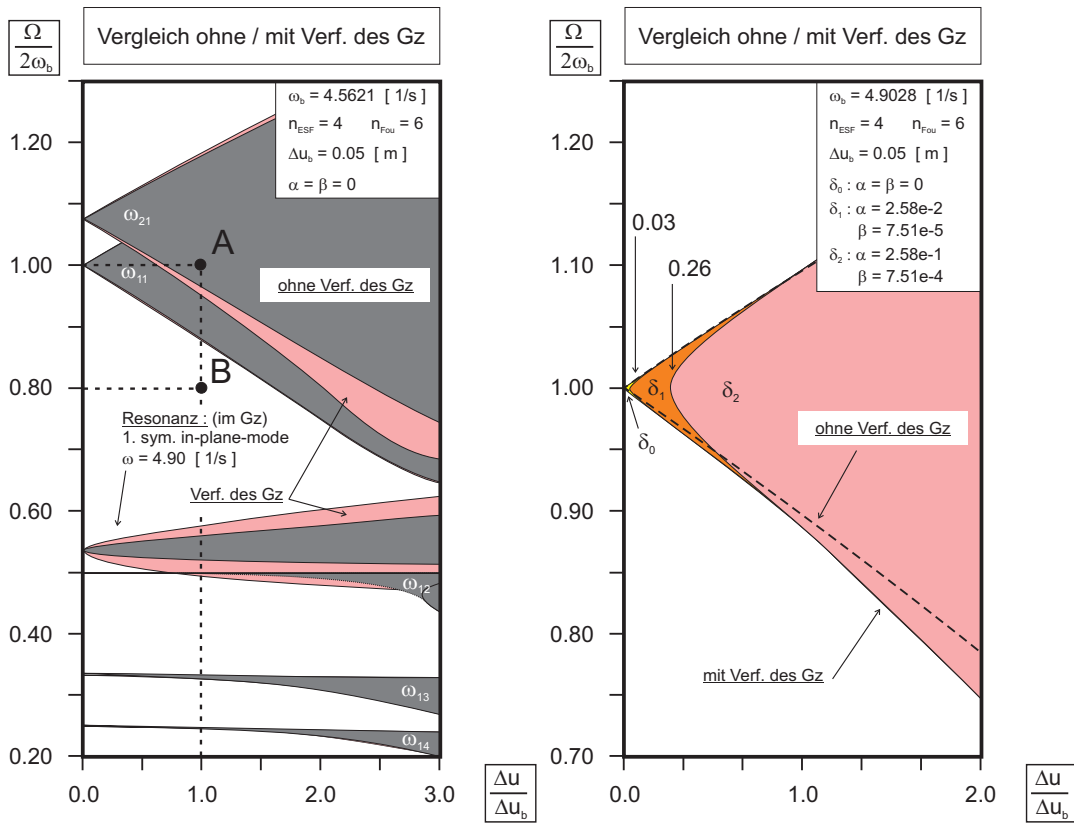 Ω
2ω_b
Vergleich ohne / mit Verf. des Gz
ω_b = 4.5621 [ 1/s ]
n_ESF = 4 n_Fou = 6
Δu_b = 0.05 [ m ]
α = β = 0
1.20
1.00
0.80
0.60
0.40
0.20
ω_21
ω_11
A
B
ohne Verf. des Gz
Resonanz : (im Gz)
1. sym. in-plane-mode
ω = 4.90 [ 1/s ]
Verf. des Gz
ω_12
ω_13
ω_14
0.0 1.0 2.0 3.0
Δu
Δu_b
Ω
2ω_b
Vergleich ohne / mit Verf. des Gz
ω_b = 4.9028 [ 1/s ]
n_ESF = 4 n_Fou = 6
Δu_b = 0.05 [ m ]
δ_0 : α = β = 0
δ_1 : α = 2.58e-2
β = 7.51e-5
δ_2 : α = 2.58e-1
β = 7.51e-4
1.20
1.10
1.00
0.90
0.80
0.70
0.03
0.26
δ_1
δ_2
δ_0
ohne Verf. des Gz
mit Verf. des Gz
0.0 1.0 2.0
Δu
Δu_b